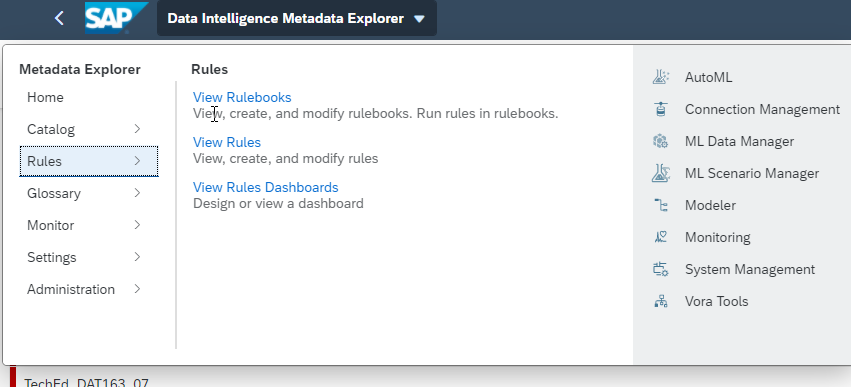 SAP
Data Intelligence Metadata Explorer
Metadata Explorer
Home
Catalog
Rules
Glossary
Monitor
Settings
Administration
Rules
View Rulebooks
View, create, and modify rulebooks. Run rules in rulebooks.
View Rules
View, create, and modify rules
View Rules Dashboards
Design or view a dashboard
AutoML
Connection Management
ML Data Manager
ML Scenario Manager
Modeler
Monitoring
System Management
Vora Tools
TechEd_DAT163_07